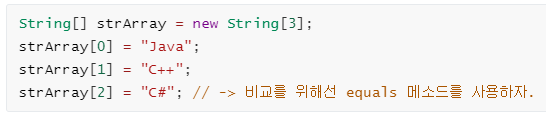 String[] strArray = new String[3];
strArray[0] = "Java";
strArray[1] = "C++";
strArray[2] = "C#"; // -> 비교를 위해선 equals 메소드를 사용하자.